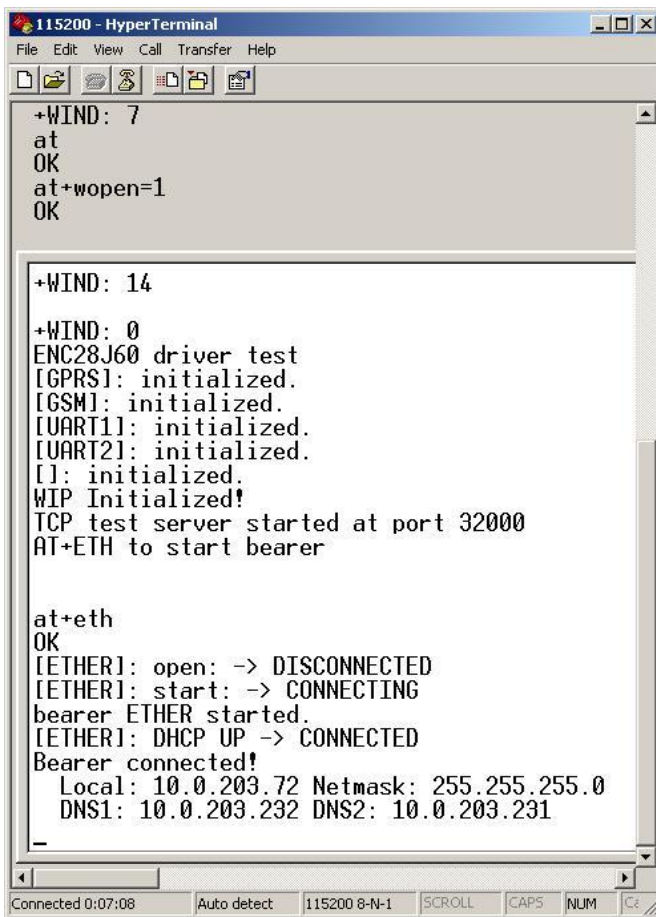 115200 - HyperTerminal
File Edit View Call Transfer Help
+WIND: 7
at
OK
at+wopen=1
OK
+WIND: 14
+WIND: 0
ENC28J60 driver test
[GPRS]: initialized.
[GSM]: initialized.
[UART1]: initialized.
[UART2]: initialized.
[]: initialized.
WIP Initialized!
TCP test server started at port 32000
AT+ETH to start bearer
at+eth
OK
[ETHER]: open: -> DISCONNECTED
[ETHER]: start: -> CONNECTING
bearer ETHER started.
[ETHER]: DHCP UP -> CONNECTED
Bearer connected!
Local: 10.0.203.72 Netmask: 255.255.255.0
DNS1: 10.0.203.232 DNS2: 10.0.203.231
Connected 0:07:08 Auto detect 115200 8-N-1 SCROLL CAPS NUM